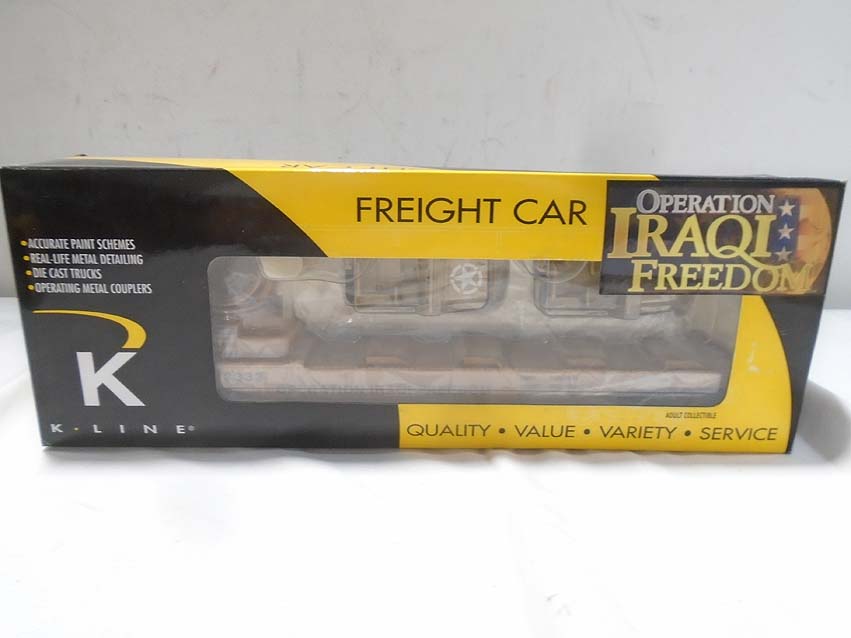 FREIGHT CAR
OPERATION
IRAQI
FREEDOM
•ACCURATE PAINT SCHEMES
•REAL-LIFE METAL DETAILING
•DIE CAST TRUCKS
•OPERATING METAL COUPLERS
K
K·LINE®
ADULT COLLECTIBLE
QUALITY • VALUE • VARIETY • SERVICE